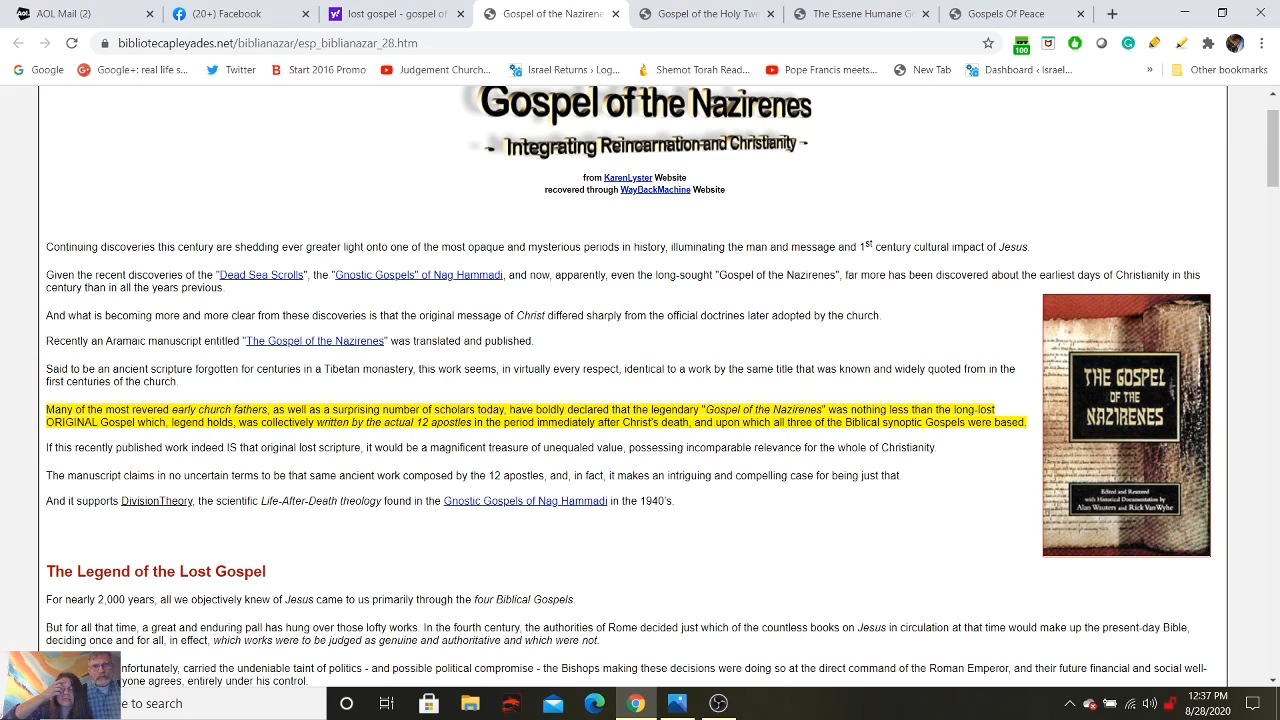 AOL
(20+) Facebook
lost gospel - gospel of
Gospel of the Nazirene
Gospel of the Holy Twe
The Essene Humane G
Gospels Of Peace
bibliotecapleyades.net/biblianazar/esp_biblianazar_28.htm
100
Google
Google+: real life s...
Twitter
Start 2016 Promo
Judgement Church...
Israel Returns › Log...
Shemot Torah Read...
Pope Francis meets...
New Tab
Dashboard ‹ Israel...
»
Other bookmarks
Gospel of the Nazirenes
- Integrating Reincarnation and Christianity -
from KarenLyster Website
recovered through WayBackMachine Website
Continuing discoveries this century are shedding ever greater light onto one of the most opaque and mysterious periods in history, illuminating the man and message and 1st century cultural impact of Jesus.
Given the recent discoveries of the "Dead Sea Scrolls", the "Gnostic Gospels" of Nag Hammadi, and now, apparently, even the long-sought "Gospel of the Nazirenes", far more has been discovered about the earliest days of Christianity in this
century than in all the years previous.
And what is becoming more and more clear from these discoveries is that the original message of Christ differed sharply from the official doctrines later adopted by the church.
Recently an Aramaic manuscript entitled "The Gospel of the Nazirenes" was translated and published.
Said to be an ancient scripture forgotten for centuries in a Tibetan monastery, this work seems, in virtually every respect, identical to a work by the same title that was known and widely quoted from in the
first centuries of the church.
Many of the most revered early church fathers, as well as a surprising number of scholars today, have boldly declared that the legendary "Gospel of the Nazirenes" was nothing less than the long-lost
ORIGINAL Gospel which, legend holds, was objectively written by the actual 12 apostles in the period immediately after Christ's death, and upon which all three of the Biblical synoptic Gospels were based.
If this recently published work indeed IS that original lost scripture, it would be a magnificent treasure of unequaled value, possessing incomparable relevance for the whole of Christianity.
The manuscript claims in no uncertain terms to be that same original gospel penned by the 12 apostles, and, in fact, it makes an intriguing and compelling case for being just that.
And it supports DivisionTheory, the scientific Life-After-Death theory first suggested by the Gnostic Gospels of Nag Hammadi in the 1940's.
THE GOSPEL
OF THE
NAZIRENES
Edited and Restored
with Historical Documentation by
Alan Wauters and Rick Van Wyhe
The Legend of the Lost Gospel
For nearly 2,000 years, all we objectively knew of Jesus came to us primarily through the four Biblical Gospels.
But for all that time, a great and enduring pall has hung over those lofty works. In the fourth century, the authorities of Rome decided just which of the countless books on Jesus in circulation at that time would make up the present-day Bible,
deciding once and for all, in effect, which works were to be judged as genuine and authoritative and which were not.
nfortunately, carried the undeniable taint of politics - and possible political compromise - the Bishops making these decisions were doing so at the direct command of the Roman Emperor, and their future financial and social well-
yone agrees, entirely under his control.
e to search
12:37 PM
8/28/2020